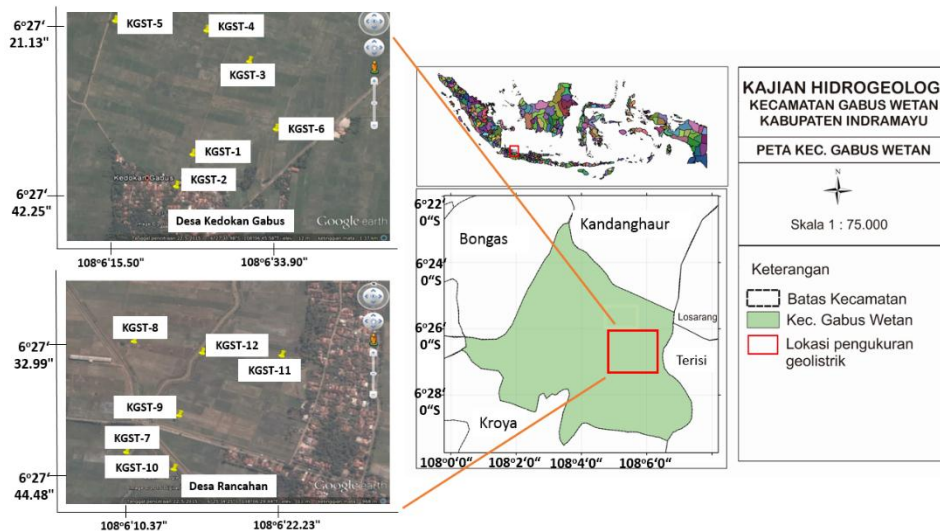 6°27'
21.13"
KGST-5
KGST-4
KGST-3
KGST-6
KGST-1
Kedokan Gabus
KGST-2
6°27'
42.25"
Desa Kedokan Gabus
Google earth
108°6'15.50"
108°6'33.90"
KGST-8
6°27'
32.99"
KGST-12
KGST-11
KGST-9
KGST-7
KGST-10
6°27'
44.48"
Desa Rancahan
Google earth
108°6'10.37"
108°6'22.23"
6°22'
0"S
Bongas
Kandanghaur
6°24'
0"S
Losarang
6°26'
0"S
Terisi
6°28'
0"S
Kroya
108°0'0"
108°2'0"
108°4'0"
108°6'0"
KAJIAN HIDROGEOLOG
KECAMATAN GABUS WETAN
KABUPATEN INDRAMAYU
PETA KEC. GABUS WETAN
N
Skala 1 : 75.000
Keterangan
Batas Kecamatan
Kec. Gabus Wetan
Lokasi pengukuran
geolistrik